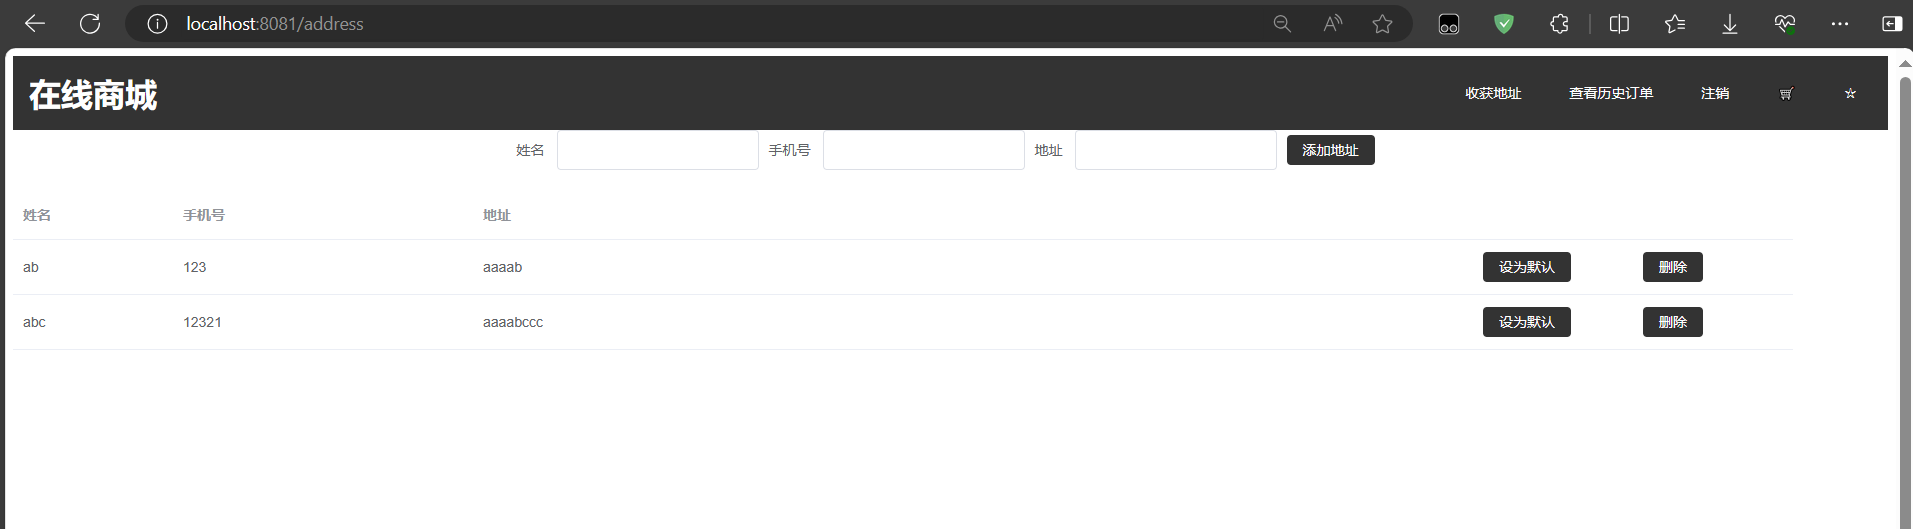 localhost:8081/address
在线商城 收获地址 查看历史订单 注销
姓名 手机号 地址 添加地址
姓名 手机号 地址
ab 123 aaaab 设为默认 删除
abc 12321 aaaabccc 设为默认 删除